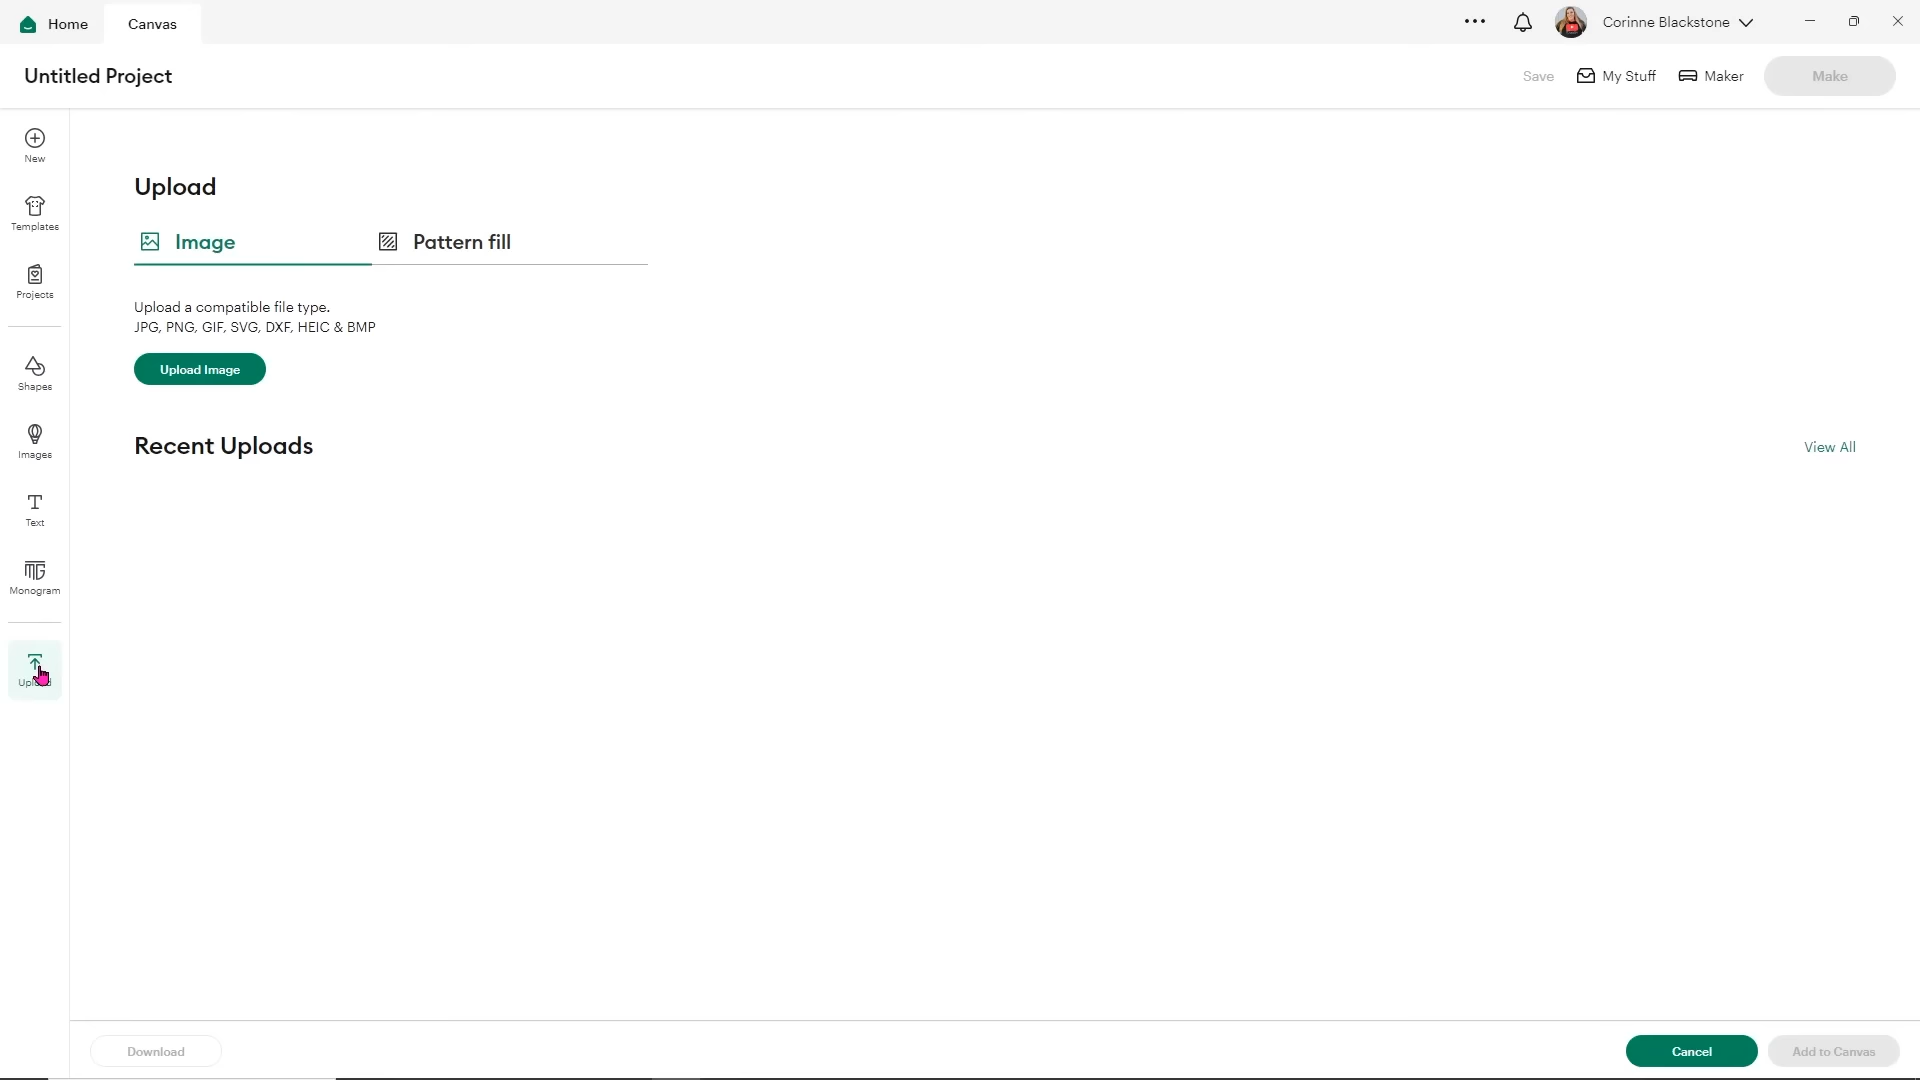 Home
Canvas
Corinne Blackstone
Untitled Project
Save
My Stuff
Maker
Make
New
Templates
Projects
Shapes
Images
Text
Monogram
Upload
Image
Pattern fill
Upload a compatible file type.
JPG, PNG, GIF, SVG, DXF, HEIC & BMP
Upload Image
Recent Uploads
View All
Download
Cancel
Add to Canvas